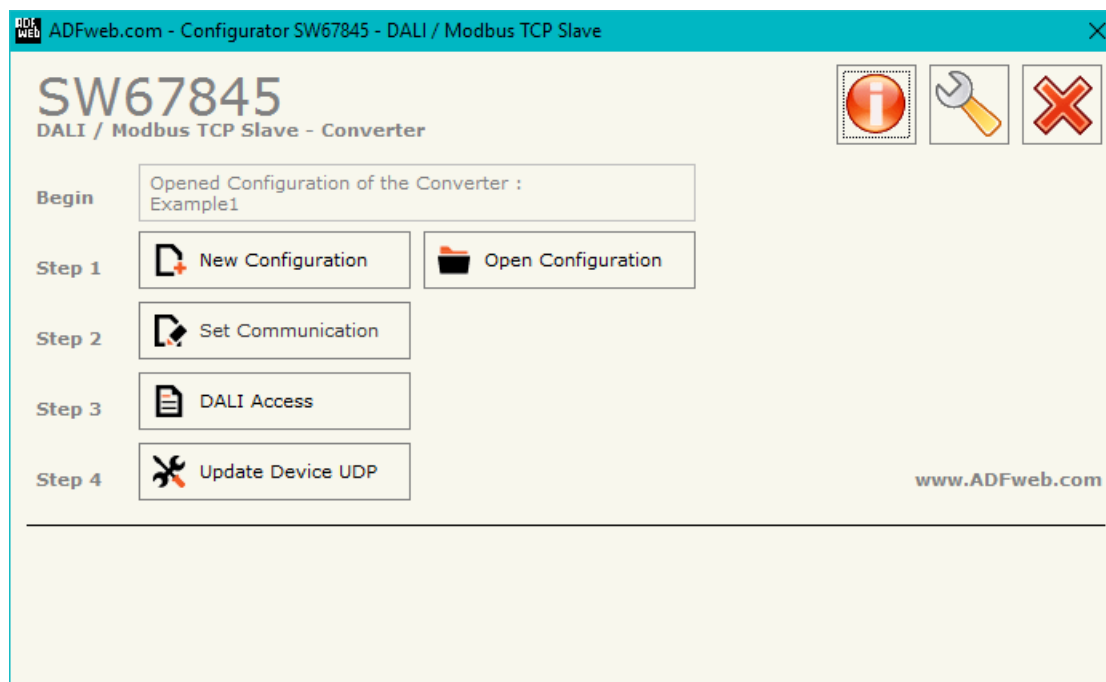 ADF
WEB
ADFweb.com - Configurator SW67845 - DALI / Modbus TCP Slave
SW67845
DALI / Modbus TCP Slave - Converter
Begin
Opened Configuration of the Converter :
Example1
Step 1
New Configuration
Open Configuration
Step 2
Set Communication
Step 3
DALI Access
Step 4
Update Device UDP
www.ADFweb.com